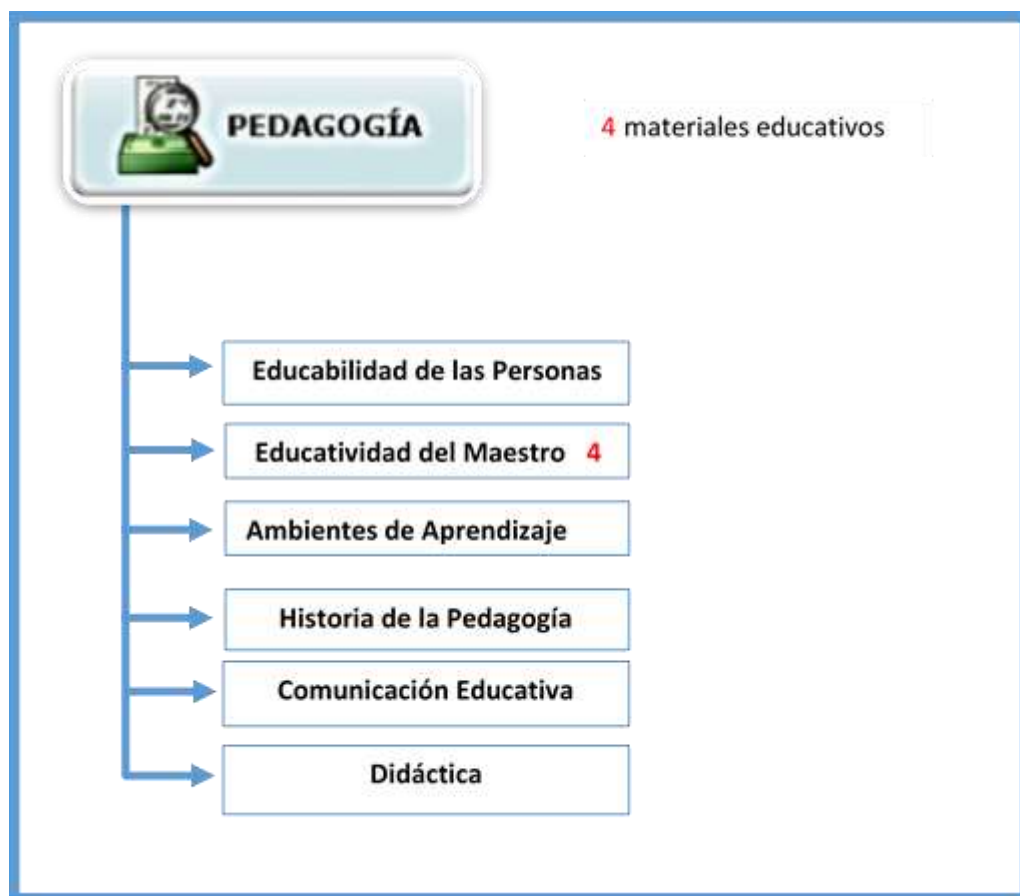 PEDAGOGÍA
4 materiales educativos
Educabilidad de las Personas
Educatividad del Maestro 4
Ambientes de Aprendizaje
Historia de la Pedagogía
Comunicación Educativa
Didáctica